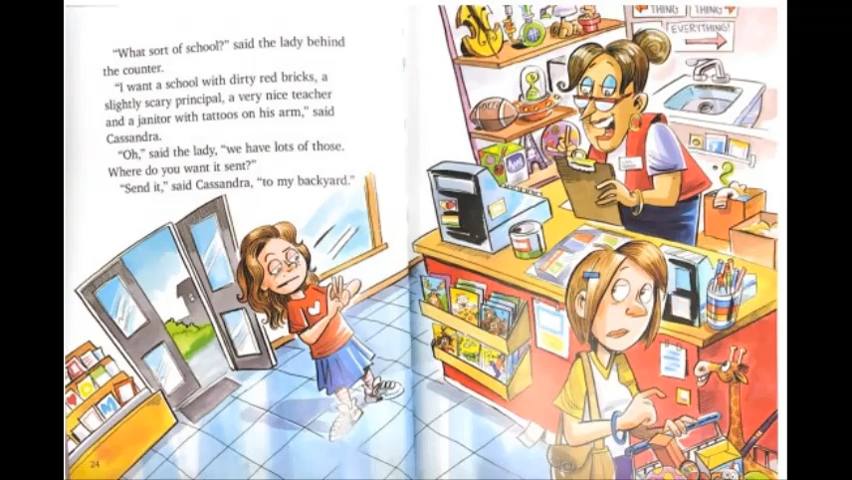 "What sort of school?" said the lady behind
the counter.
"I want a school with dirty red bricks, a
slightly scary principal, a very nice teacher
and a janitor with tattoos on his arm," said
Cassandra.
"Oh," said the lady, "we have lots of those.
Where do you want it sent?"
"Send it," said Cassandra, "to my backyard."
THING THING
EVERYTHING!
24